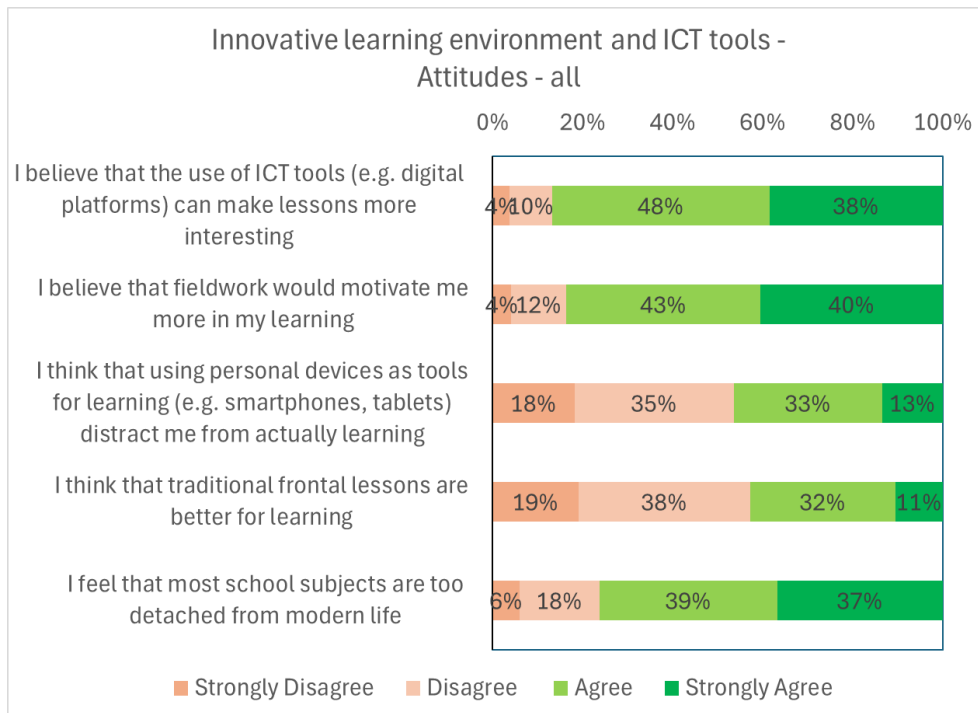 Innovative learning environment and ICT tools -
Attitudes - all
0% 20% 40% 60% 80% 100%
I believe that the use of ICT tools (e.g. digital
platforms) can make lessons more
interesting
4% 10% 48% 38%
I believe that fieldwork would motivate me
more in my learning
4% 12% 43% 40%
I think that using personal devices as tools
for learning (e.g. smartphones, tablets)
distract me from actually learning
18% 35% 33% 13%
I think that traditional frontal lessons are
better for learning
19% 38% 32% 11%
I feel that most school subjects are too
detached from modern life
6% 18% 39% 37%
Strongly Disagree Disagree Agree Strongly Agree